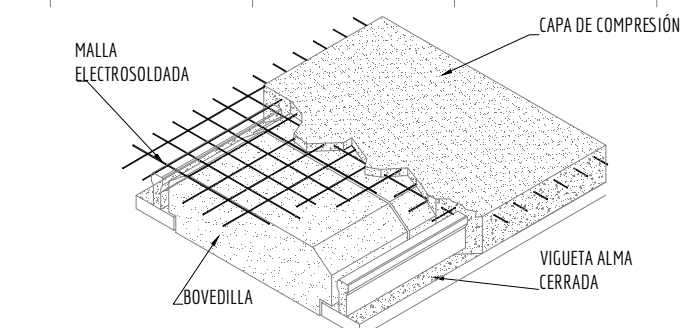 CAPA DE COMPRESIÓN
MALLA
ELECTROSOLDADA
VIGUETA ALMA
CERRADA
BOVEDILLA